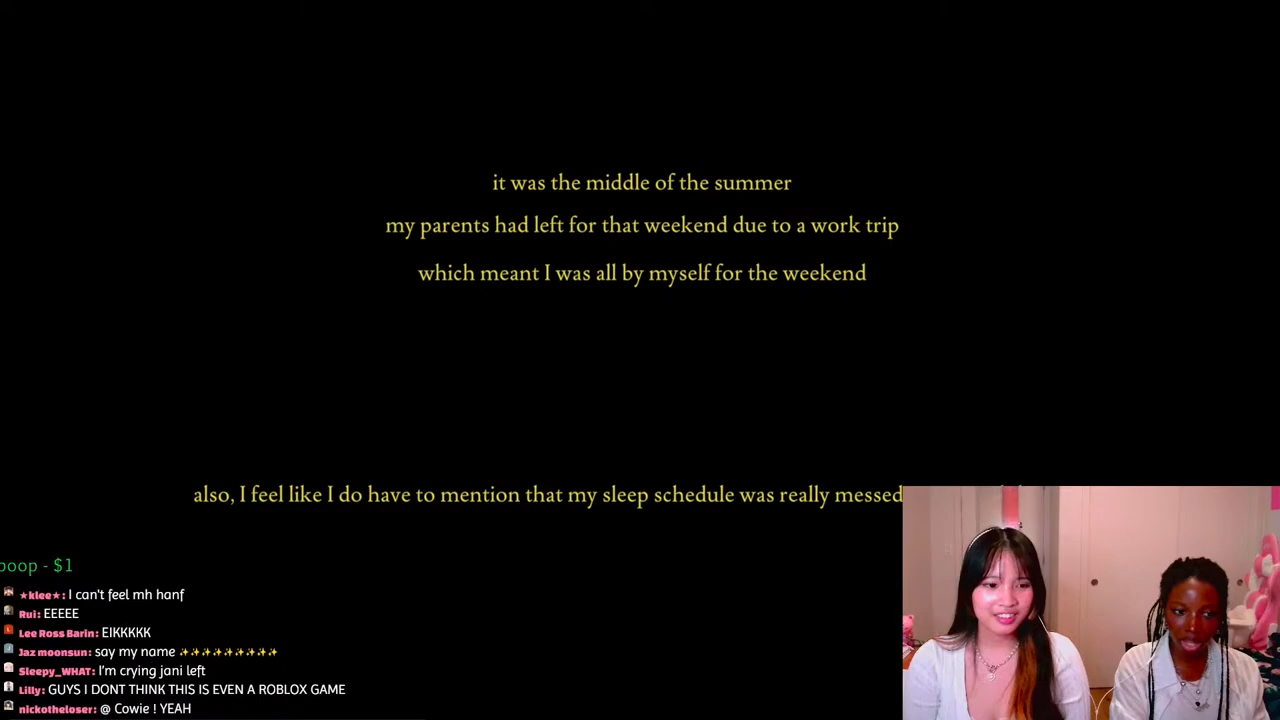 it was the middle of the summer
my parents had left for that weekend due to a work trip
which meant I was all by myself for the weekend
also, I feel like I do have to mention that my sleep schedule was really messed
poop - $1
★klee★: I can't feel mh hanf
Rui: EEEEE
Lee Ross Barin: EIKKKKK
Jaz moonsun: say my name ✨✨✨✨✨✨✨✨✨
Sleepy_WHAT: I'm crying jani left
Lilly: GUYS I DONT THINK THIS IS EVEN A ROBLOX GAME
nickotheloser: @ Cowie ! YEAH